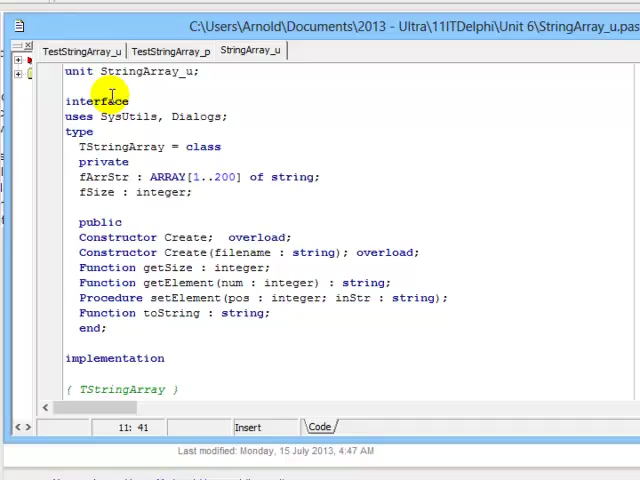 C:\Users\Arnold\Documents\2013 - Ultra\11ITDelphi\Unit 6\StringArray_u.pas
TestStringArray_u TestStringArray_p StringArray_u
unit StringArray_u;
interface
uses SysUtils, Dialogs;
type
TStringArray = class
private
fArrStr : ARRAY[1..200] of string;
fSize : integer;
public
Constructor Create; overload;
Constructor Create(filename : string); overload;
Function getSize : integer;
Function getElement(num : integer) : string;
Procedure setElement(pos : integer; inStr : string);
Function toString : string;
end;
implementation
{ TStringArray }
11: 41 Insert Code
Last modified: Monday, 15 July 2013, 4:47 AM